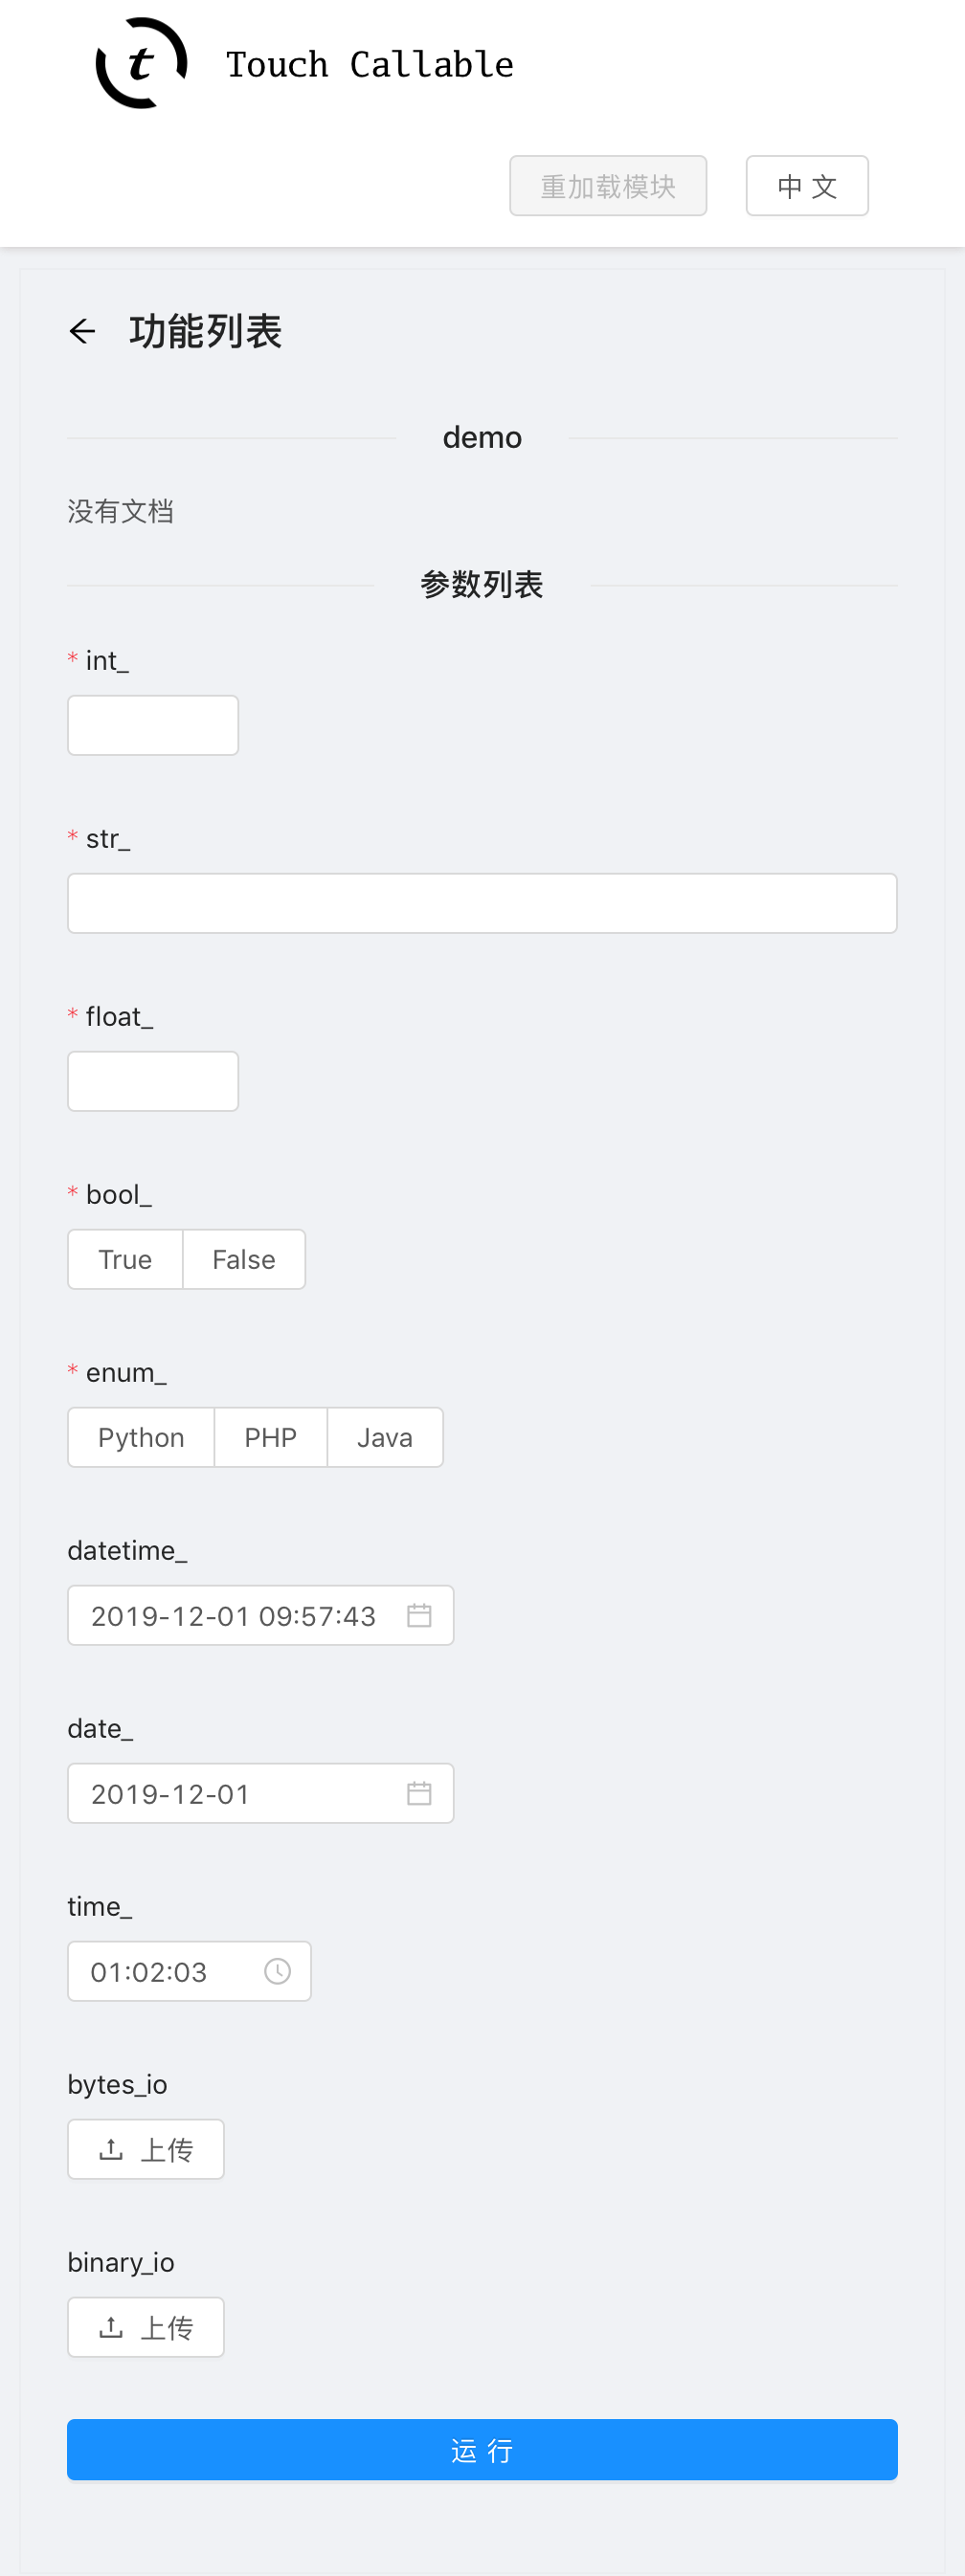 t
Touch Callable
重加载模块
中 文
功能列表
demo
没有文档
参数列表
* int_
* str_
* float_
* bool_
True False
* enum_
Python PHP Java
datetime_
2019-12-01 09:57:43
date_
2019-12-01
time_
01:02:03
bytes_io
上传
binary_io
上传
运 行